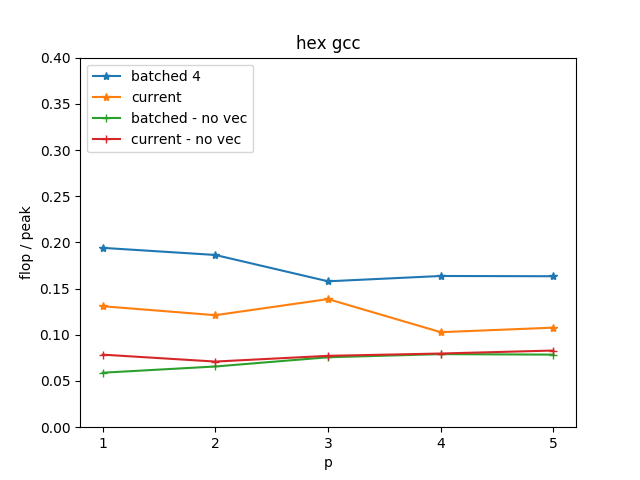 hex gcc
0.40
0.35
0.30
0.25
0.20
0.15
0.10
0.05
0.00
flop / peak
batched 4
current
batched - no vec
current - no vec
1 2 3 4 5
p